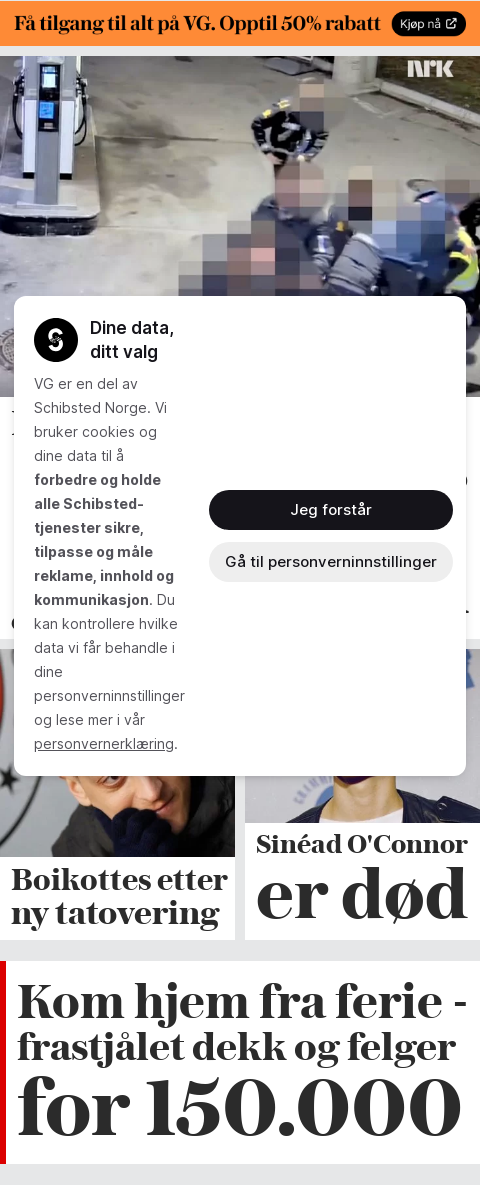 Få tilgang til alt på VG. Opptil 50% rabatt
Kjøp nå
nrk
Dine data,
ditt valg
VG er en del av
Schibsted Norge. Vi
bruker cookies og
dine data til å
forbedre og holde
alle Schibsted-
tjenester sikre,
tilpasse og måle
reklame, innhold og
kommunikasjon. Du
kan kontrollere hvilke
data vi får behandle i
dine
personverninnstillinger
og lese mer i vår
personvernerklæring.
Jeg forstår
Gå til personverninnstillinger
Boikottes etter
ny tatovering
Sinéad O'Connor
er død
Kom hjem fra ferie -
frastjålet dekk og felger
for 150.000